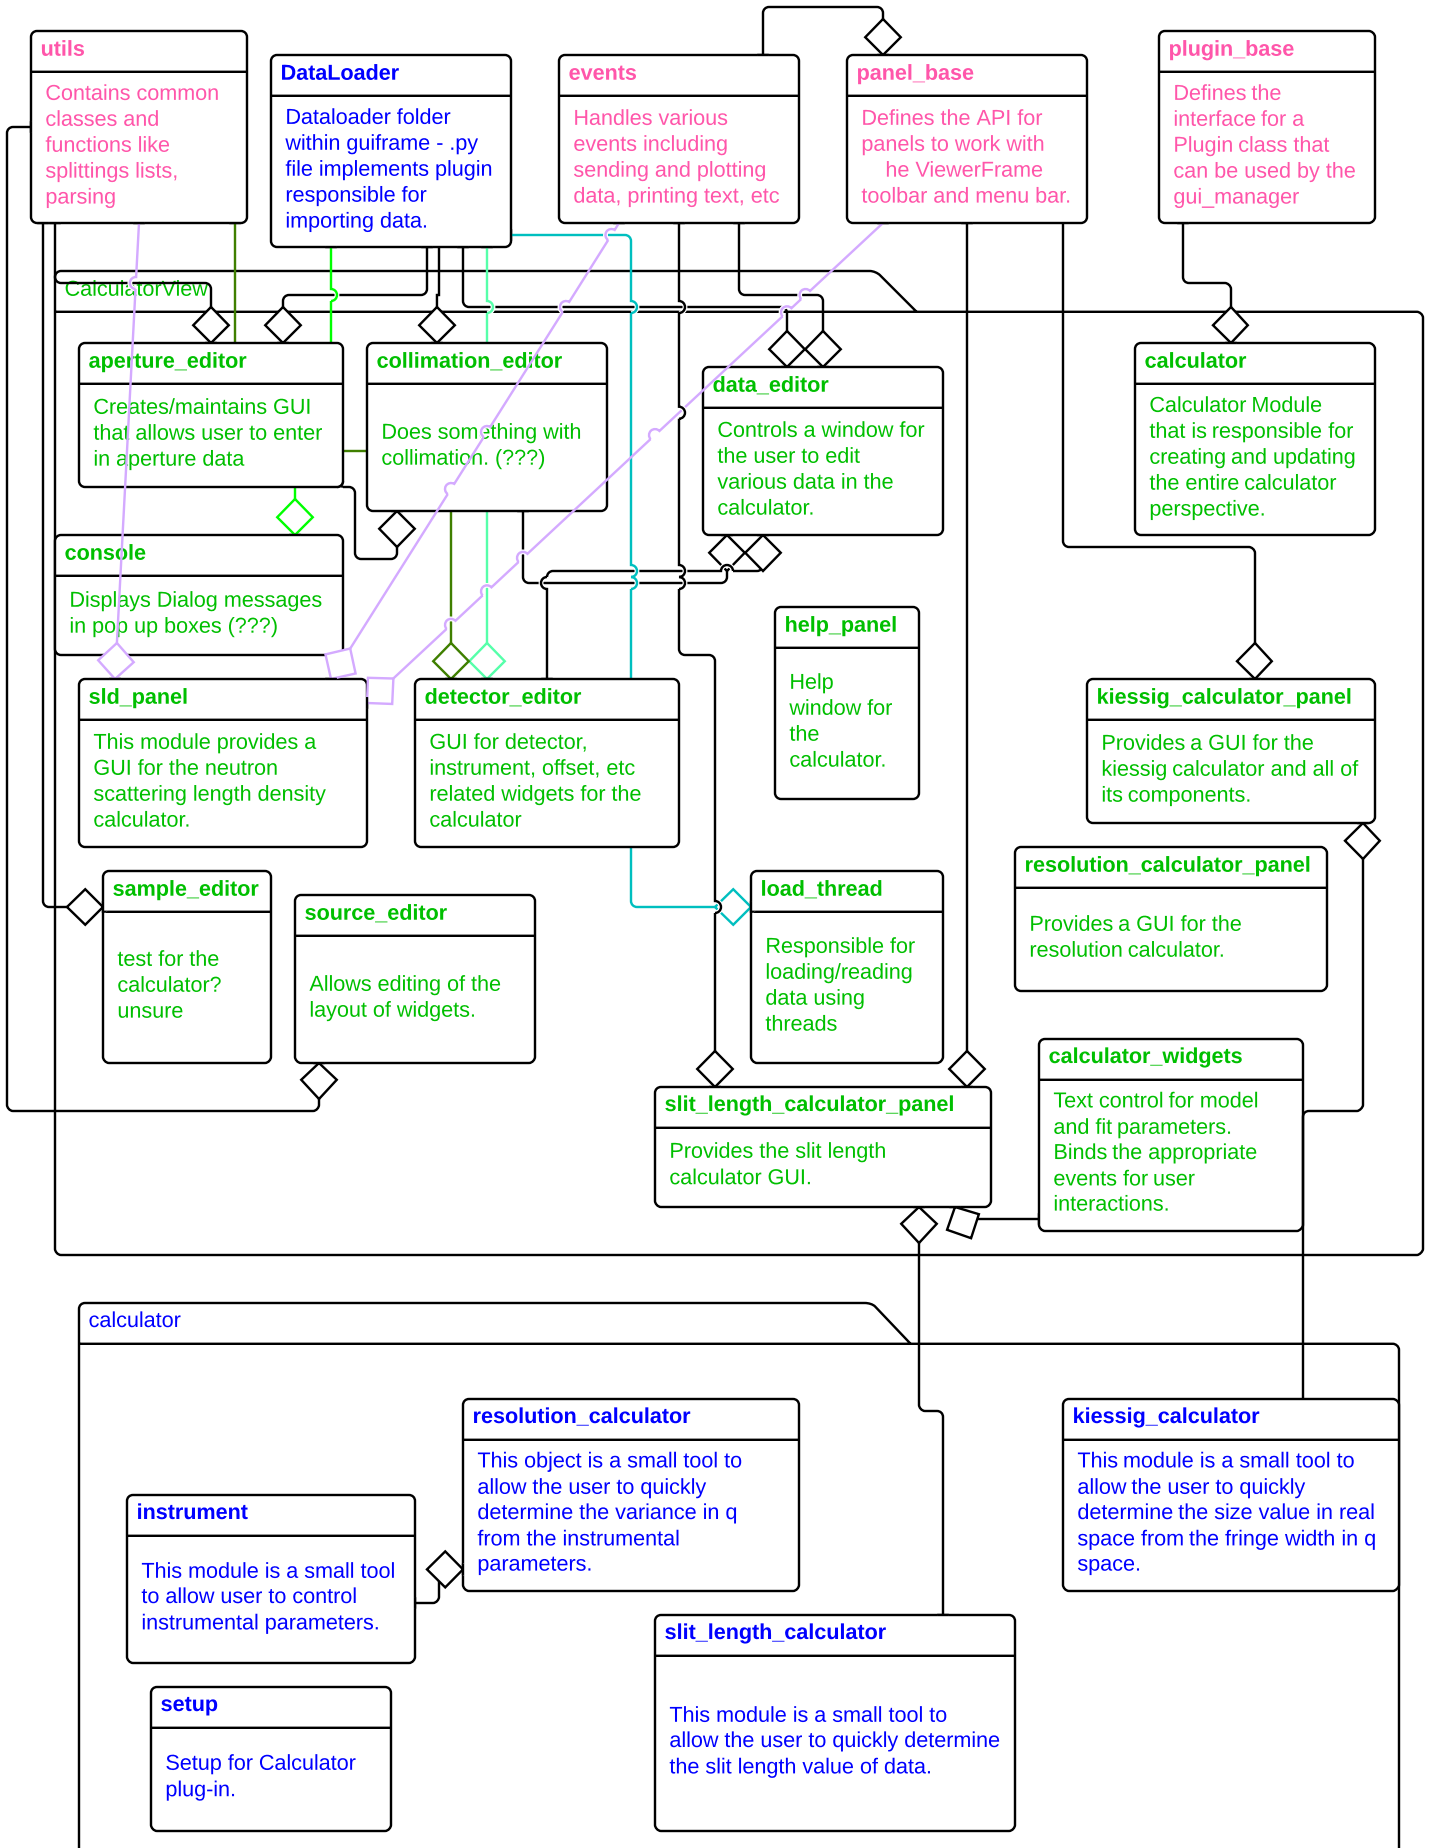 utils
Contains common
classes and
functions like
splittings lists,
parsing
DataLoader
Dataloader folder
within guiframe - .py
file implements plugin
responsible for
importing data.
events
Handles various
events including
sending and plotting
data, printing text, etc
panel_base
Defines the API for
panels to work with
he ViewerFrame
toolbar and menu bar.
plugin_base
Defines the
interface for a
Plugin class that
can be used by the
gui_manager
CalculatorView
aperture_editor
Creates/maintains GUI
that allows user to enter
in aperture data
collimation_editor
Does something with
collimation. (???)
data_editor
Controls a window for
the user to edit
various data in the
calculator.
calculator
Calculator Module
that is responsible for
creating and updating
the entire calculator
perspective.
console
Displays Dialog messages
in pop up boxes (???)
help_panel
Help
window for
the
calculator.
sld_panel
This module provides a
GUI for the neutron
scattering length density
calculator.
detector_editor
GUI for detector,
instrument, offset, etc
related widgets for the
calculator
kiessig_calculator_panel
Provides a GUI for the
kiessig calculator and all of
its components.
resolution_calculator_panel
Provides a GUI for the
resolution calculator.
sample_editor
test for the
calculator?
unsure
source_editor
Allows editing of the
layout of widgets.
load_thread
Responsible for
loading/reading
data using
threads
calculator_widgets
Text control for model
and fit parameters.
Binds the appropriate
events for user
interactions.
slit_length_calculator_panel
Provides the slit length
calculator GUI.
calculator
resolution_calculator
This object is a small tool to
allow the user to quickly
determine the variance in q
from the instrumental
parameters.
kiessig_calculator
This module is a small tool to
allow the user to quickly
determine the size value in real
space from the fringe width in q
space.
instrument
This module is a small tool
to allow user to control
instrumental parameters.
slit_length_calculator
This module is a small tool to
allow the user to quickly determine
the slit length value of data.
setup
Setup for Calculator
plug-in.